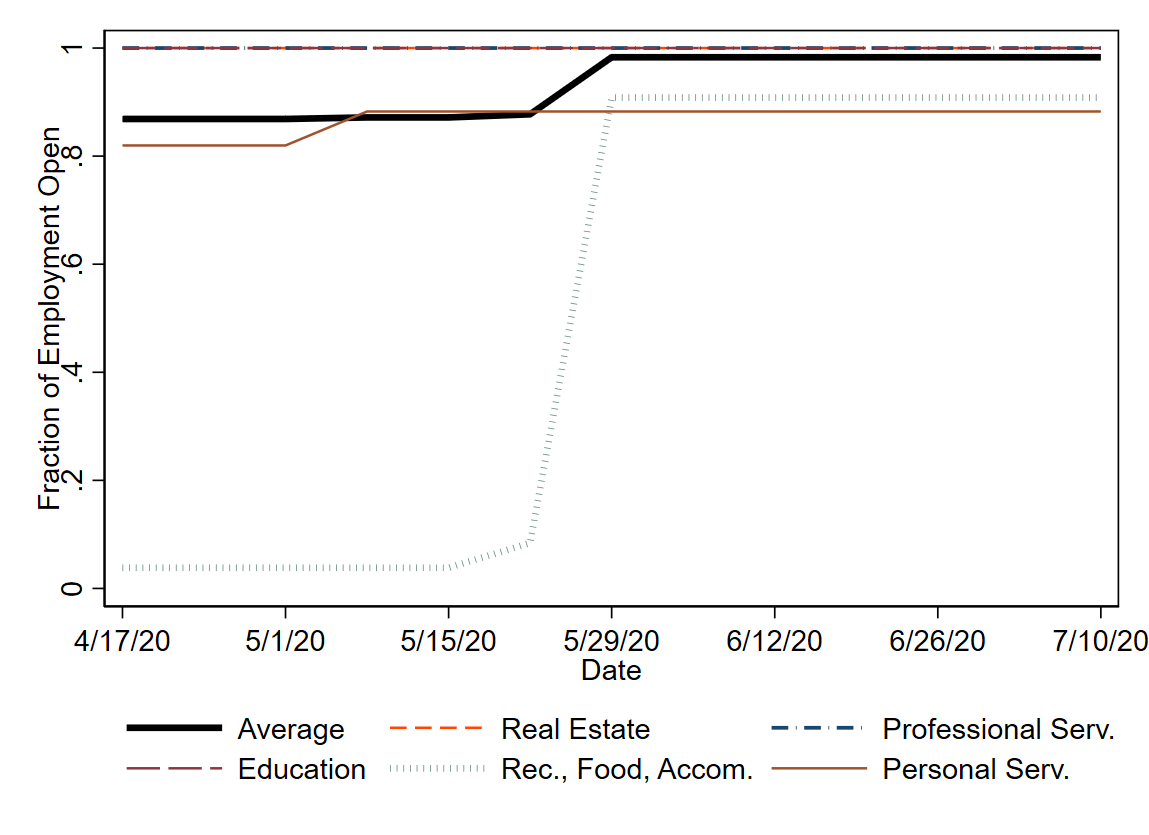 Fraction of Employment Open
1
.8
.6
.4
.2
0
4/17/20 5/1/20 5/15/20 5/29/20 6/12/20 6/26/20 7/10/20
Date
Average Real Estate Professional Serv.
Education Rec., Food, Accom. Personal Serv.